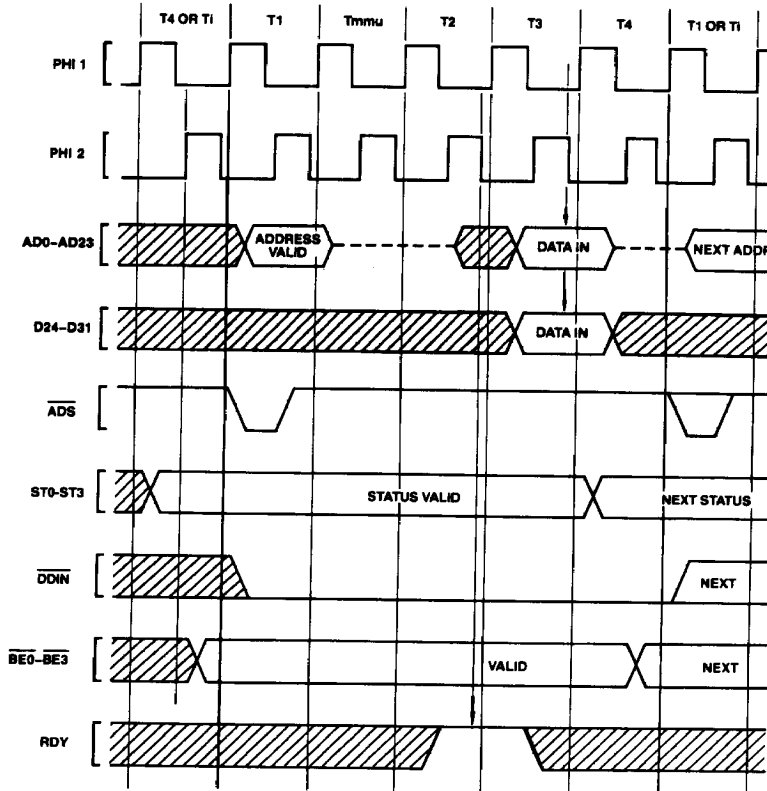 T4 OR Ti T1 Tmmu T2 T3 T4 T1 OR Ti
PHI 1
PHI 2
AD0–AD23 ADDRESS VALID DATA IN NEXT ADDR
D24–D31 DATA IN
ADS
ST0-ST3 STATUS VALID NEXT STATUS
DDIN NEXT
BE0–BE3 VALID NEXT
RDY